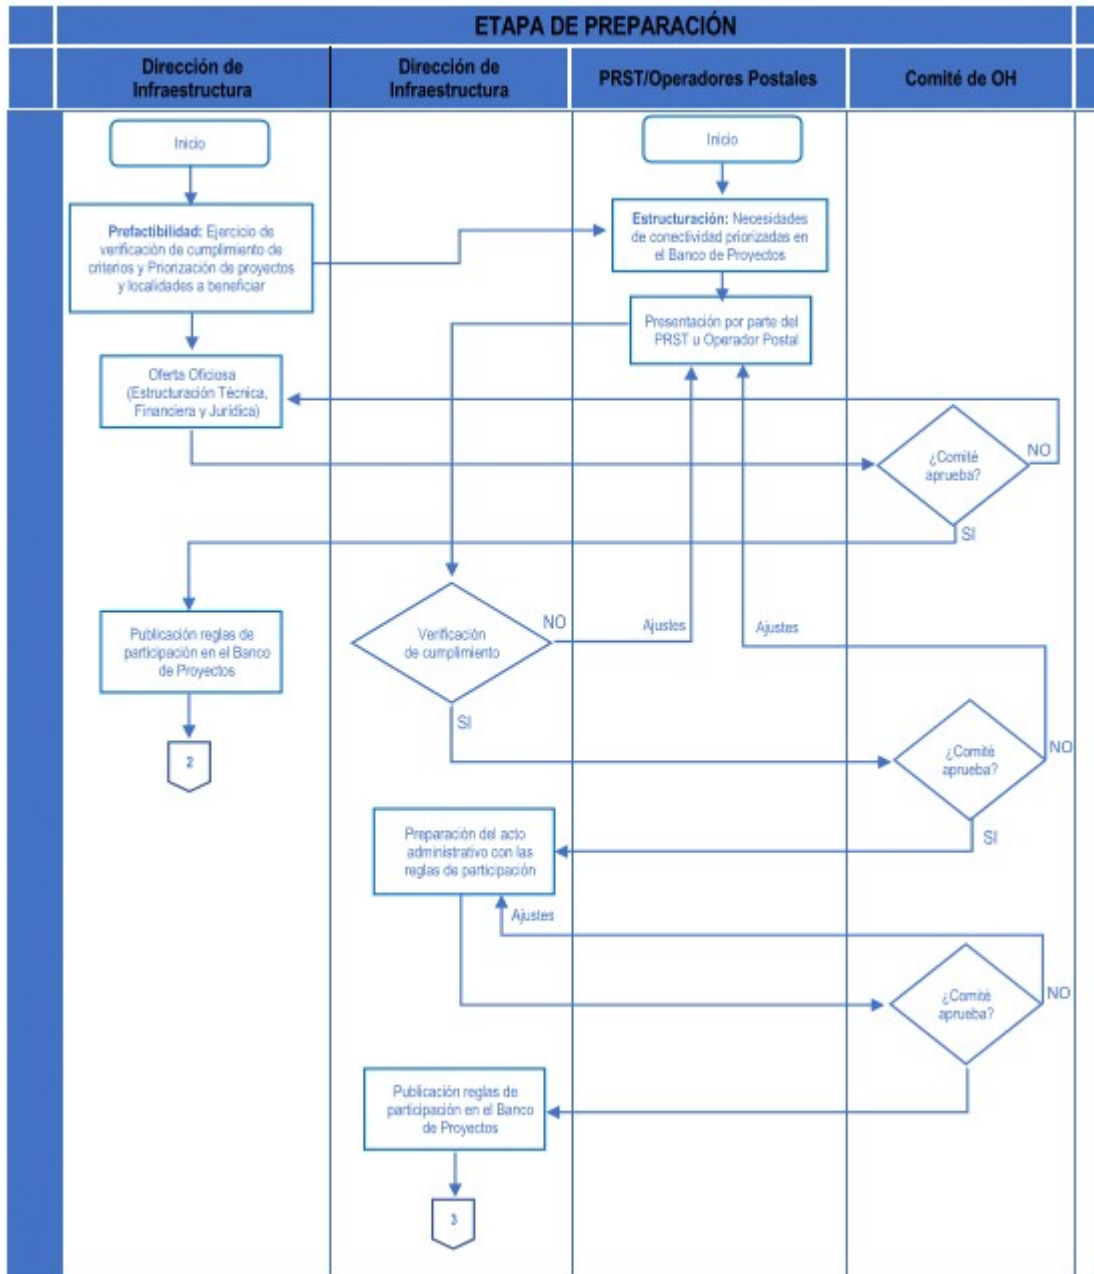 ETAPA DE PREPARACIÓN
Dirección de
Infraestructura
Dirección de
Infraestructura
PRST/Operadores Postales
Comité de OH
Inicio
Inicio
Prefactibilidad: Ejercicio de
verificación de cumplimiento de
criterios y Priorización de proyectos
y localidades a beneficiar
Estructuración: Necesidades
de conectividad priorizadas en
el Banco de Proyectos
Presentación por parte del
PRST u Operador Postal
Oferta Oficiosa
(Estructuración Técnica,
Financiera y Jurídica)
¿Comité
aprueba?
NO
SI
Publicación reglas de
participación en el Banco
de Proyectos
Verificación
de cumplimiento
NO
Ajustes
Ajustes
SI
2
¿Comité
aprueba?
NO
SI
Preparación del acto
administrativo con las
reglas de participación
Ajustes
¿Comité
aprueba?
NO
Publicación reglas de
participación en el Banco
de Proyectos
3